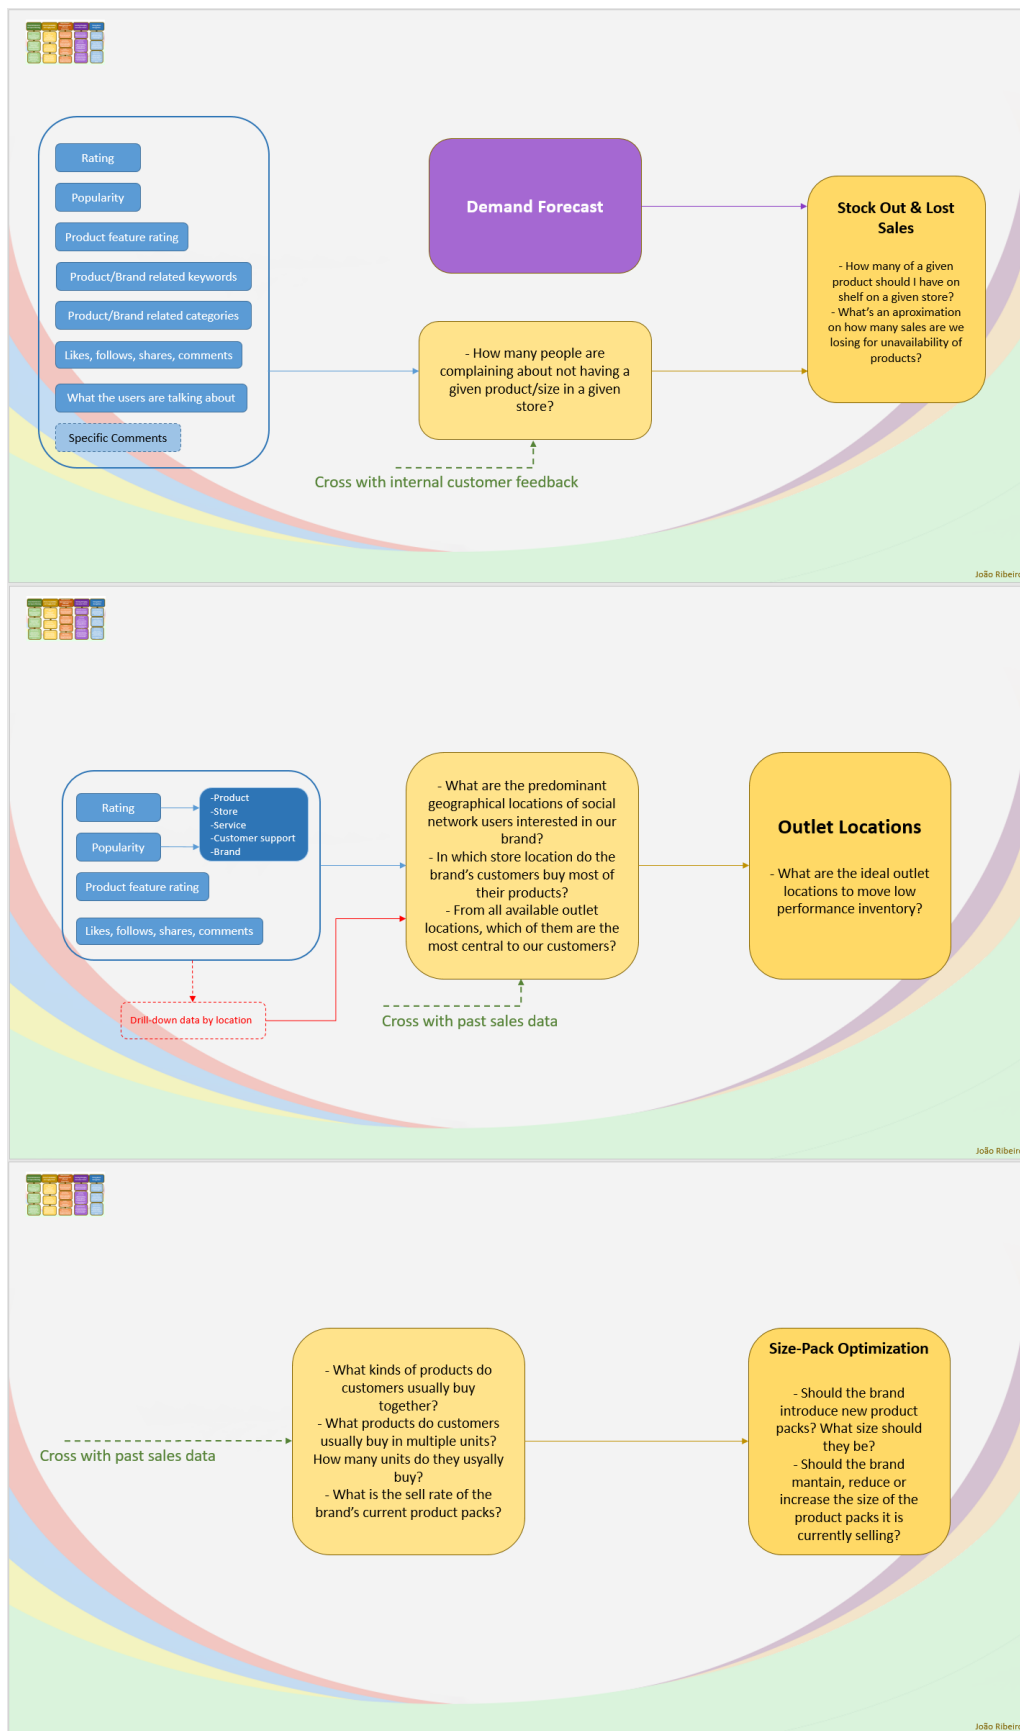 Rating
Popularity
Product feature rating
Product/Brand related keywords
Product/Brand related categories
Likes, follows, shares, comments
What the users are talking about
Specific Comments
Demand Forecast
- How many people are
complaining about not having a
given product/size in a given
store?
Cross with internal customer feedback
Stock Out & Lost
Sales
- How many of a given
product should I have on
shelf on a given store?
- What's an aproximation
on how many sales are we
losing for unavailability of
products?
João Ribeiro
Rating
Popularity
Product feature rating
Likes, follows, shares, comments
-Product
-Store
-Service
-Customer support
-Brand
Drill-down data by location
- What are the predominant
geographical locations of social
network users interested in our
brand?
- In which store location do the
brand's customers buy most of
their products?
- From all available outlet
locations, which of them are the
most central to our customers?
Cross with past sales data
Outlet Locations
- What are the ideal outlet
locations to move low
performance inventory?
João Ribeiro
Cross with past sales data
- What kinds of products do
customers usually buy
together?
- What products do customers
usually buy in multiple units?
How many units do they usyally
buy?
- What is the sell rate of the
brand's current product packs?
Size-Pack Optimization
- Should the brand
introduce new product
packs? What size should
they be?
- Should the brand
mantain, reduce or
increase the size of the
product packs it is
currently selling?
João Ribeiro